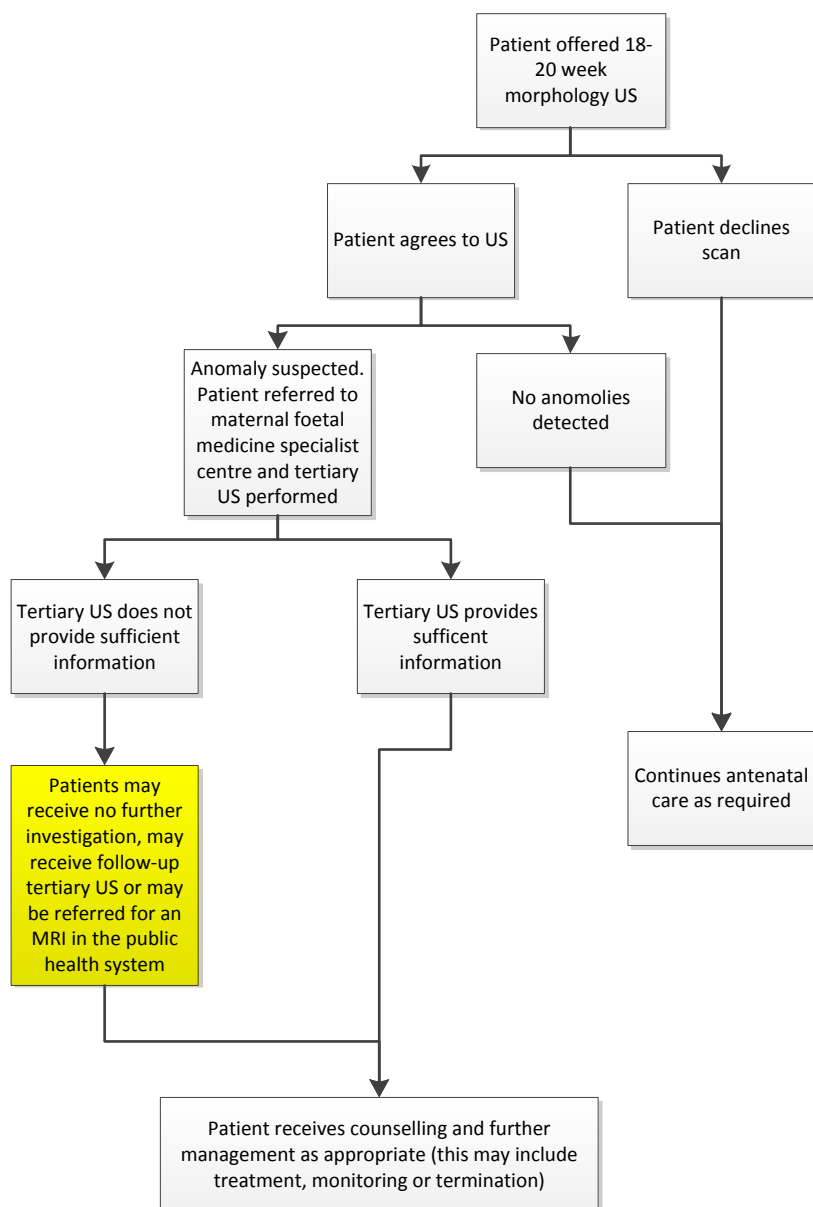 Patient offered 18-
20 week
morphology US
Patient agrees to US
Patient declines
scan
Anomaly suspected.
Patient referred to
maternal foetal
medicine specialist
centre and tertiary
US performed
No anomolies
detected
Tertiary US does not
provide sufficient
information
Tertiary US provides
sufficent
information
Continues antenatal
care as required
Patients may
receive no further
investigation, may
receive follow-up
tertiary US or may
be referred for an
MRI in the public
health system
Patient receives counselling and further
management as appropriate (this may include
treatment, monitoring or termination)